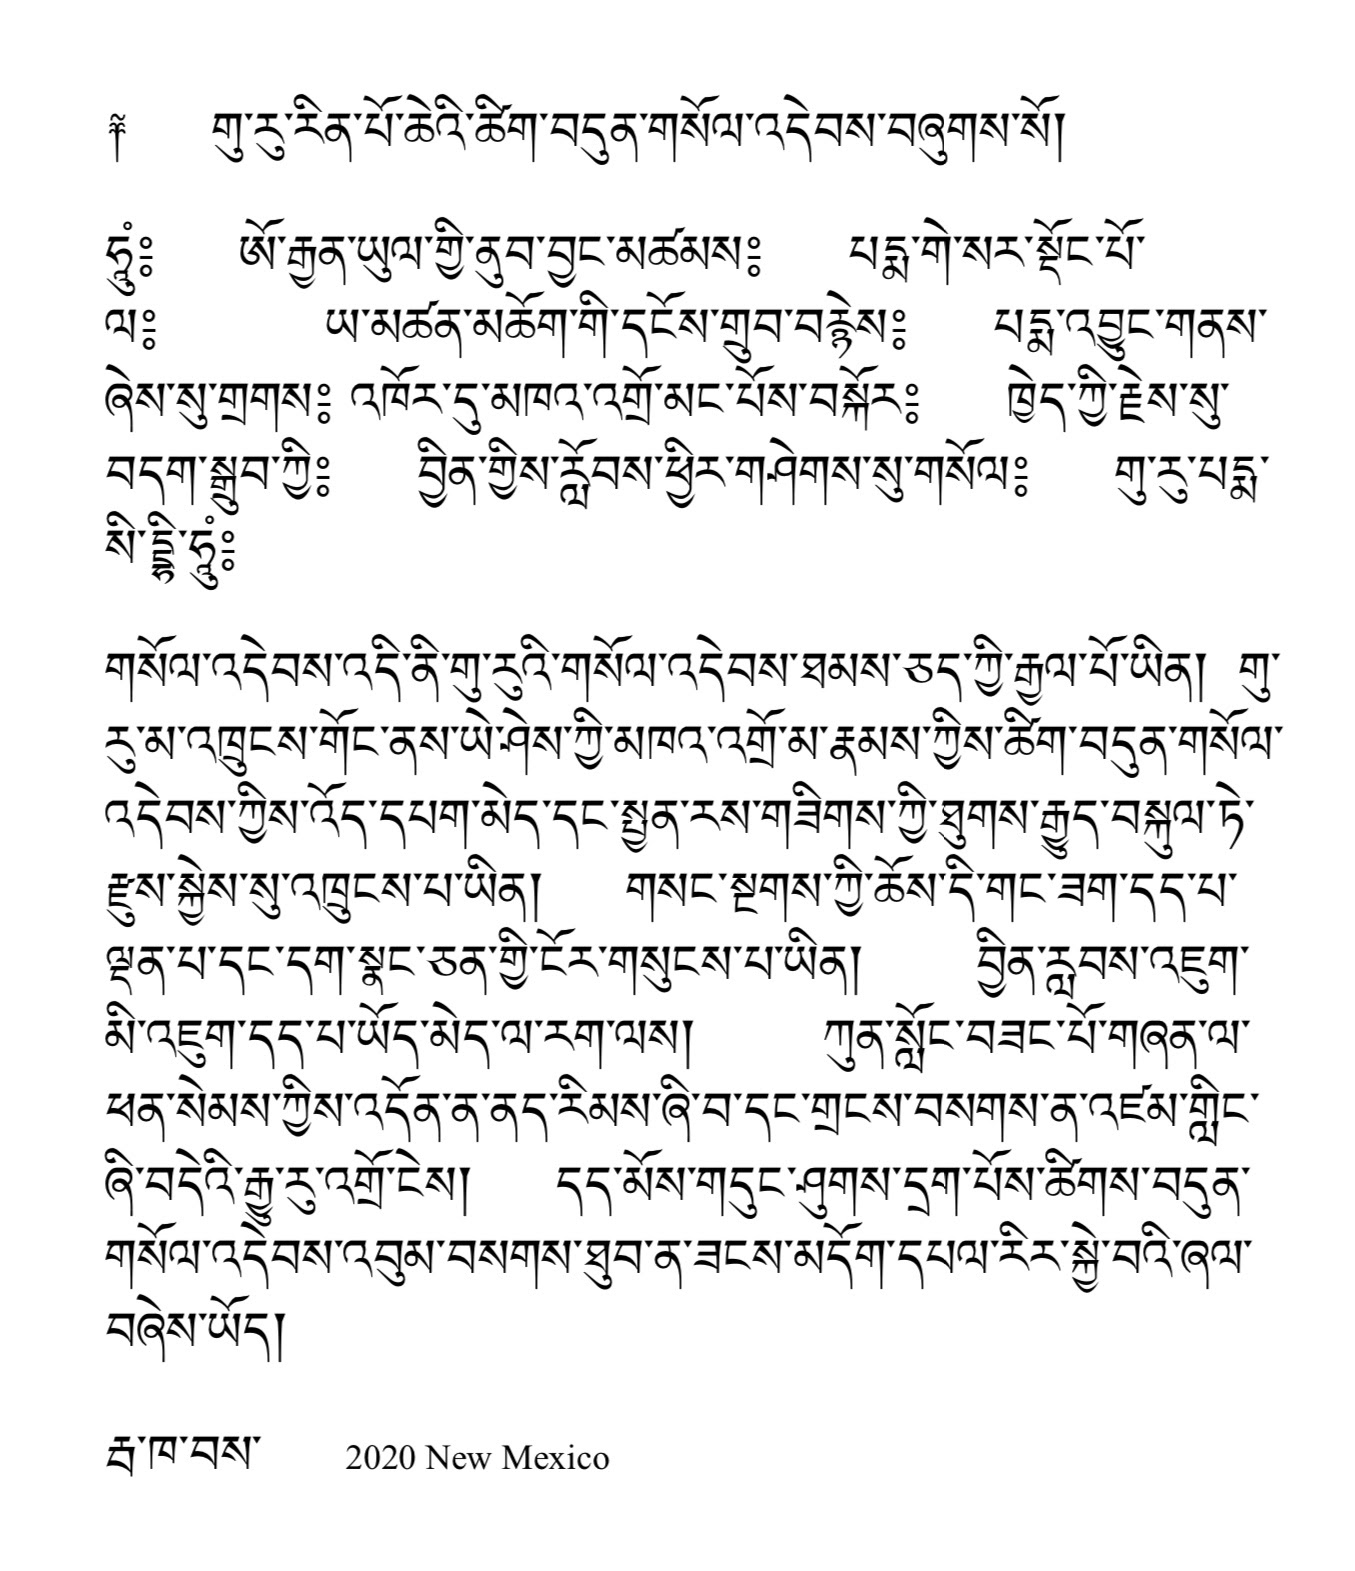 ༈ གུ་རུ་རིན་པོ་ཆེའི་ཚིག་བདུན་གསོལ་འདེབས་བཞུགས་སོ།
ཧཱུྃ༔ ཨོ་རྒྱན་ཡུལ་གྱི་ནུབ་བྱང་མཚམས༔ པདྨ་གེ་སར་སྡོང་པོ་
ལ༔ ཡ་མཚན་མཆོག་གི་དངོས་གྲུབ་བརྙེས༔ པདྨ་འབྱུང་གནས་
ཞེས་སུ་གྲགས༔ འཁོར་དུ་མཁའ་འགྲོ་མང་པོས་བསྐོར༔ ཁྱེད་ཀྱི་རྗེས་སུ་
བདག་སྒྲུབ་ཀྱི༔ བྱིན་གྱིས་རློབས་ཕྱིར་གཤེགས་སུ་གསོལ༔ གུ་རུ་པདྨ་
སི་དྡྷི་ཧཱུྃ༔
གསོལ་འདེབས་འདི་ནི་གུ་རུའི་གསོལ་འདེབས་ཐམས་ཅད་ཀྱི་རྒྱལ་པོ་ཡིན། གུ་
རུ་མ་འཁྲུངས་གོང་ནས་ཡེ་ཤེས་ཀྱི་མཁའ་འགྲོ་མ་རྣམས་ཀྱིས་ཚིག་བདུན་གསོལ་
འདེབས་ཀྱིས་འོད་དཔག་མེད་དང་སྤྱན་རས་གཟིགས་ཀྱི་ཐུགས་རྒྱུད་བསྐུལ་ཏེ་
རྫུས་སྐྱེས་སུ་འཁྲུངས་པ་ཡིན། གསང་སྔགས་ཀྱི་ཆོས་དི་གང་ཟག་དད་པ་
ལྡན་པ་དང་དག་སྣང་ཅན་གྱི་ངོར་གསུངས་པ་ཡིན། བྱིན་རླབས་འཇུག་
མི་འཇུག་དད་པ་ཡོད་མེད་ལ་རག་ལས། ཀུན་སློང་བཟང་པོ་གཞན་ལ་
ཕན་སེམས་ཀྱིས་འདོན་ན་ནད་རིམས་ཞི་བ་དང་གྲངས་བསགས་ན་འཛམ་གླིང་
ཞི་བདེའི་རྒྱུ་རུ་འགྲོ་ངེས། དད་མོས་གདུང་ཤུགས་དྲག་པོས་ཚིགས་བདུན་
གསོལ་འདེབས་འབུམ་བསགས་ཐུབ་ན་ཟངས་མདོག་དཔལ་རིར་སྐྱེ་བའི་ཞལ་
བཞེས་ཡོད།
རྒ་ཁ་བས་ 2020 New Mexico